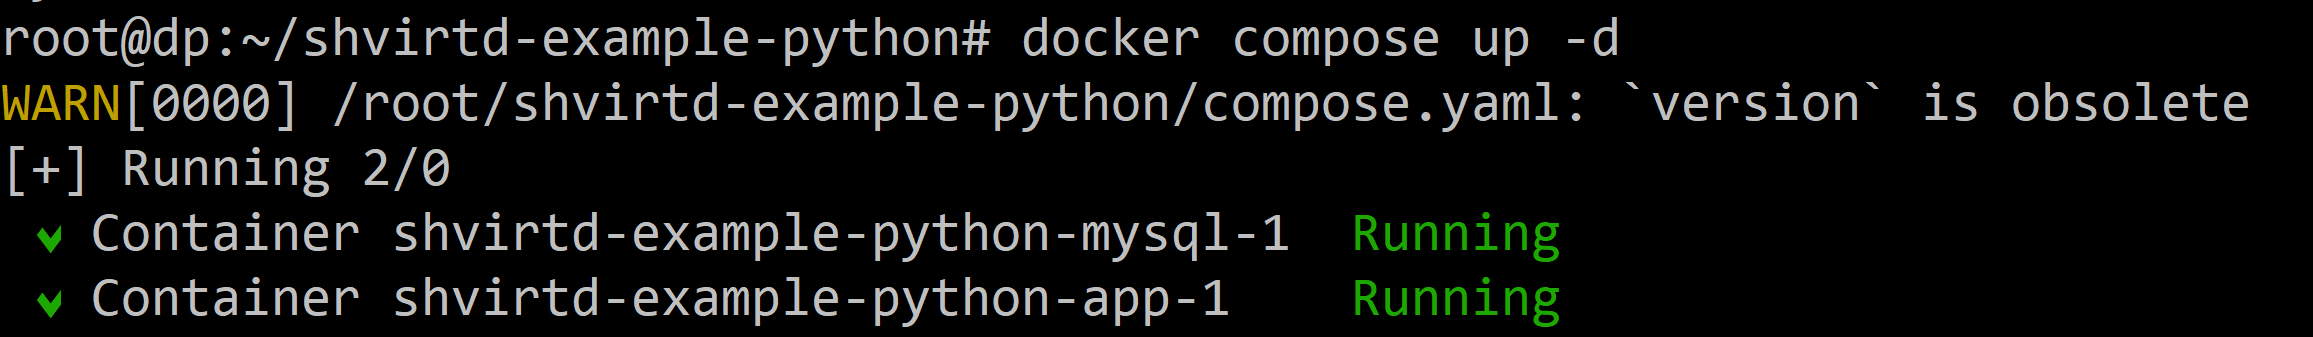 root@dp:~/shvirtd-example-python# docker compose up -d
WARN[0000] /root/shvirtd-example-python/compose.yaml: `version` is obsolete
[+] Running 2/0
✔ Container shvirtd-example-python-mysql-1  Running
✔ Container shvirtd-example-python-app-1    Running